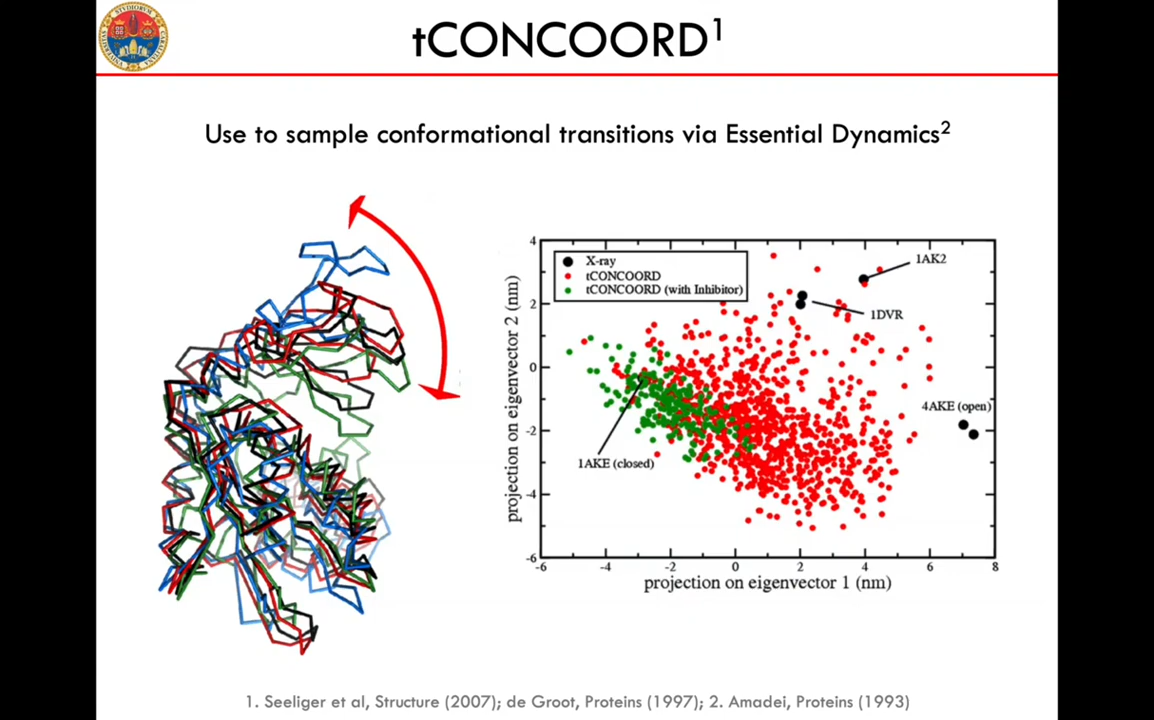 tCONCOORD1
Use to sample conformational transitions via Essential Dynamics2
X-ray
tCONCOORD
tCONCOORD (with Inhibitor)
1AK2
1DVR
4AKE (open)
1AKE (closed)
projection on eigenvector 2 (nm)
4
2
0
-2
-4
-6
-6
-4
-2
0
2
4
6
8
projection on eigenvector 1 (nm)
1. Seeliger et al, Structure (2007); de Groot, Proteins (1997); 2. Amadei, Proteins (1993)